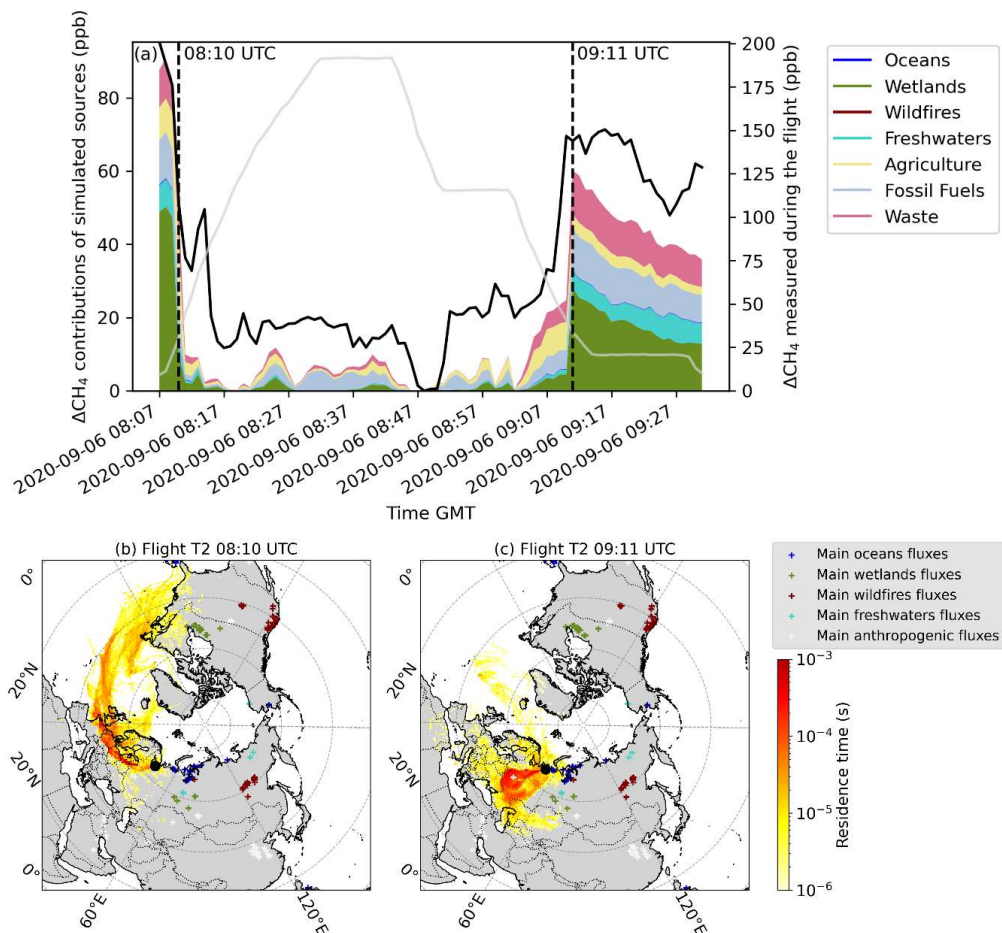 (a)
08:10 UTC
09:11 UTC
ΔCH₄ contributions of simulated sources (ppb)
80
60
40
20
0
200
175
150
125
100
75
50
25
0
ΔCH₄ measured during the flight (ppb)
2020-09-06 08:07
2020-09-06 08:17
2020-09-06 08:27
2020-09-06 08:37
2020-09-06 08:47
2020-09-06 08:57
2020-09-06 09:07
2020-09-06 09:17
2020-09-06 09:27
Time GMT
Oceans
Wetlands
Wildfires
Freshwaters
Agriculture
Fossil Fuels
Waste
(b) Flight T2 08:10 UTC
0°
20°N
20°N
0°
60°E
120°E
(c) Flight T2 09:11 UTC
0°
20°N
20°N
0°
60°E
120°E
Main oceans fluxes
Main wetlands fluxes
Main wildfires fluxes
Main freshwaters fluxes
Main anthropogenic fluxes
10⁻³
10⁻⁴
10⁻⁵
10⁻⁶
Residence time (s)